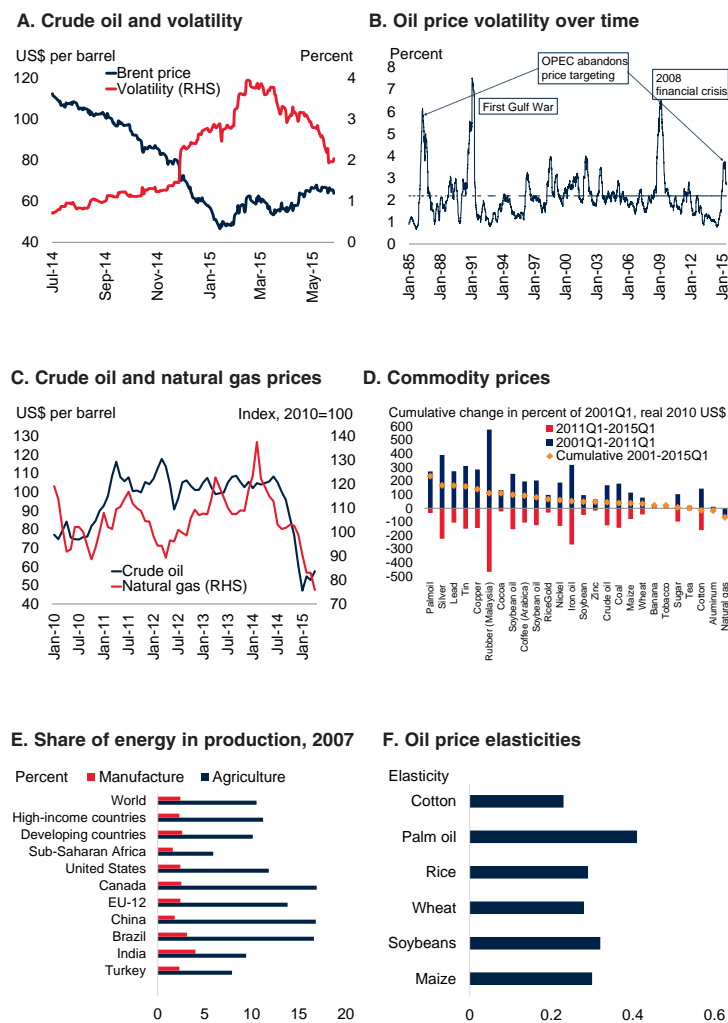 A. Crude oil and volatility
US$ per barrel
Percent
Brent price
Volatility (RHS)
120
100
80
60
40
4
3
2
1
0
Jul-14
Sep-14
Nov-14
Jan-15
Mar-15
May-15
B. Oil price volatility over time
Percent
8
7
6
5
4
3
2
1
0
OPEC abandons
price targeting
2008
financial crisis
First Gulf War
Jan-85
Jan-88
Jan-91
Jan-94
Jan-97
Jan-00
Jan-03
Jan-06
Jan-09
Jan-12
Jan-15
C. Crude oil and natural gas prices
US$ per barrel
Index, 2010=100
130
120
110
100
90
80
70
60
50
40
140
130
120
110
100
90
80
70
Crude oil
Natural gas (RHS)
Jan-10
Jul-10
Jan-11
Jul-11
Jan-12
Jul-12
Jan-13
Jul-13
Jan-14
Jul-14
Jan-15
D. Commodity prices
Cumulative change in percent of 2001Q1, real 2010 US$
2011Q1-2015Q1
2001Q1-2011Q1
Cumulative 2001-2015Q1
600
500
400
300
200
100
0
-100
-200
-300
-400
-500
Palmoil
Silver
Lead
Tin
Copper
Rubber (Malaysia)
Cocoa
Soybean oil
Coffee (Arabica)
Soybean oil
RiceGold
Nickel
Iron oil
Soybean
Zinc
Crude oil
Coal
Maize
Wheat
Banana
Tobacco
Sugar
Tea
Cotton
Aluminum
Natural gas
E. Share of energy in production, 2007
Percent
Manufacture
Agriculture
World
High-income countries
Developing countries
Sub-Saharan Africa
United States
Canada
EU-12
China
Brazil
India
Turkey
0 5 10 15 20
F. Oil price elasticities
Elasticity
Cotton
Palm oil
Rice
Wheat
Soybeans
Maize
0 0.2 0.4 0.6